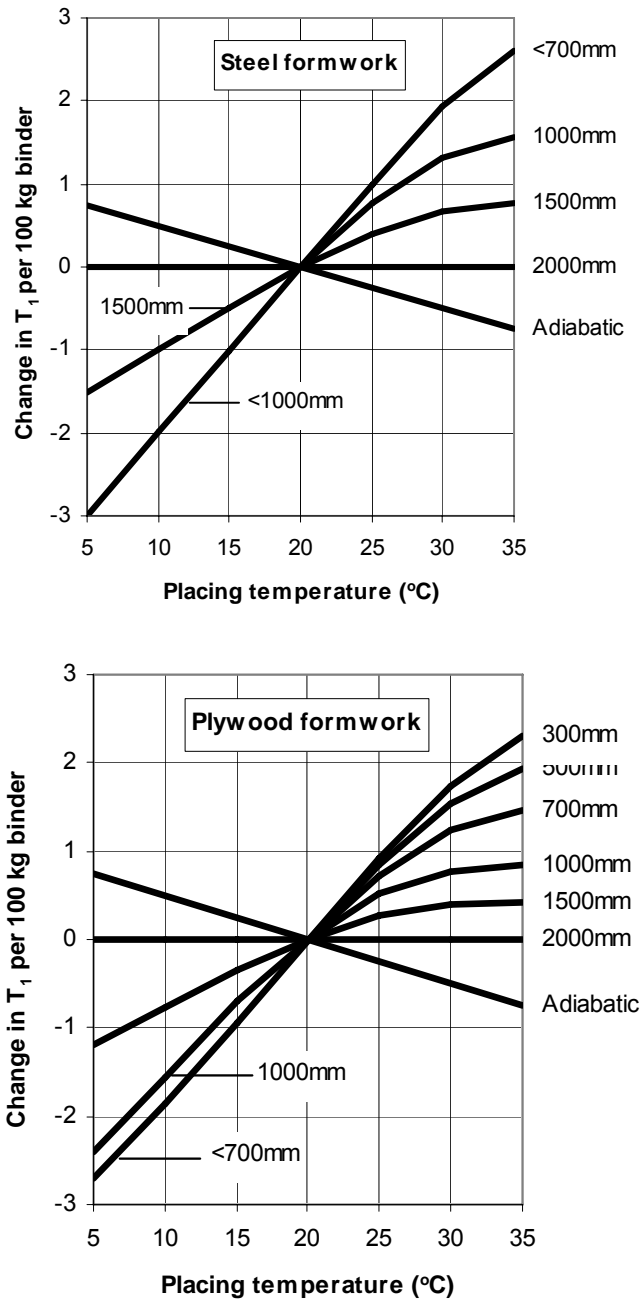 3
Steel formwork
<700mm
2
1000mm
1
1500mm
0
2000mm
1500mm
Adiabatic
-1
<1000mm
-2
-3
5 10 15 20 25 30 35
Change in T1 per 100 kg binder
Placing temperature (oC)
3
Plywood formwork
300mm
2
500mm
700mm
1
1000mm
1500mm
0
2000mm
Adiabatic
-1
1000mm
-2
<700mm
-3
5 10 15 20 25 30 35
Change in T1 per 100 kg binder
Placing temperature (oC)